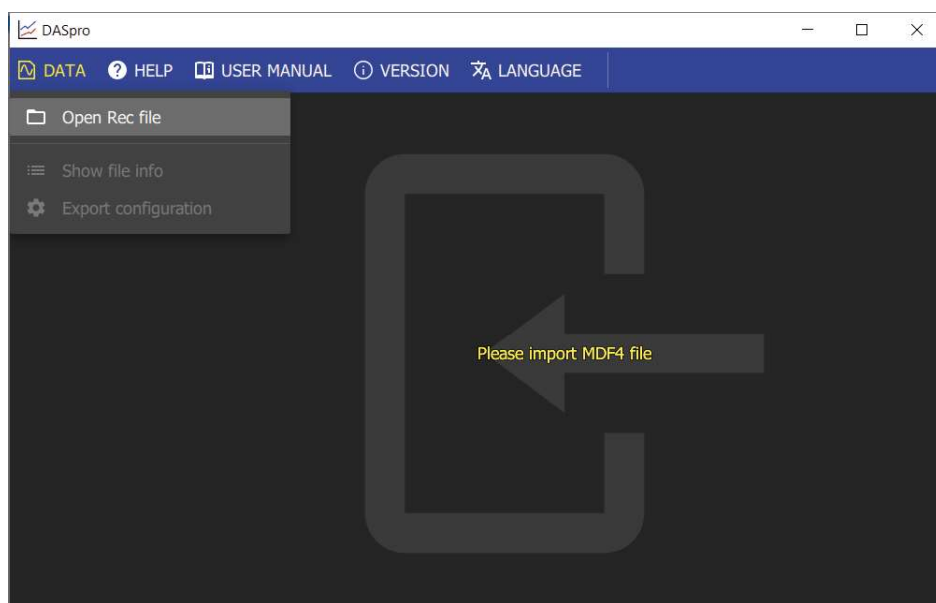 DASpro
DATA HELP USER MANUAL VERSION LANGUAGE
Open Rec file
Show file info
Export configuration
Please import MDF4 file